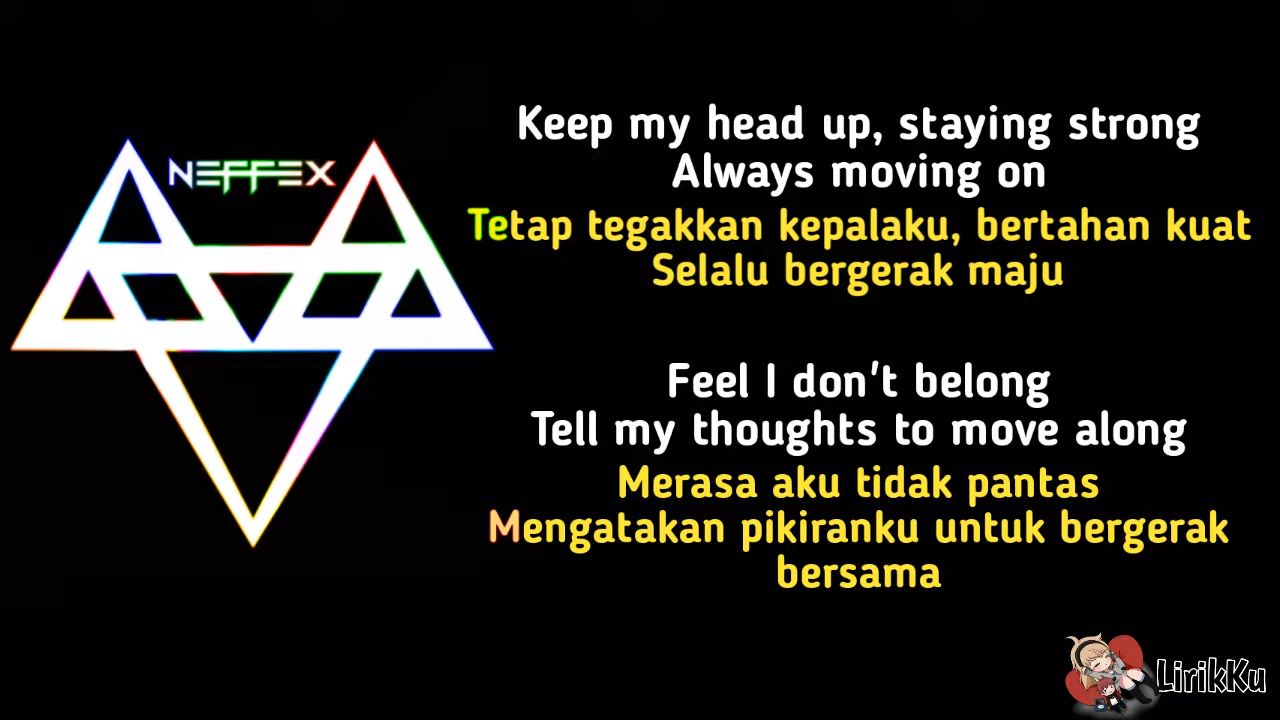 NEFFEX
Keep my head up, staying strong
Always moving on
Tetap tegakkan kepalaku, bertahan kuat
Selalu bergerak maju
Feel I don't belong
Tell my thoughts to move along
Merasa aku tidak pantas
Mengatakan pikiranku untuk bergerak
bersama
LirikKu